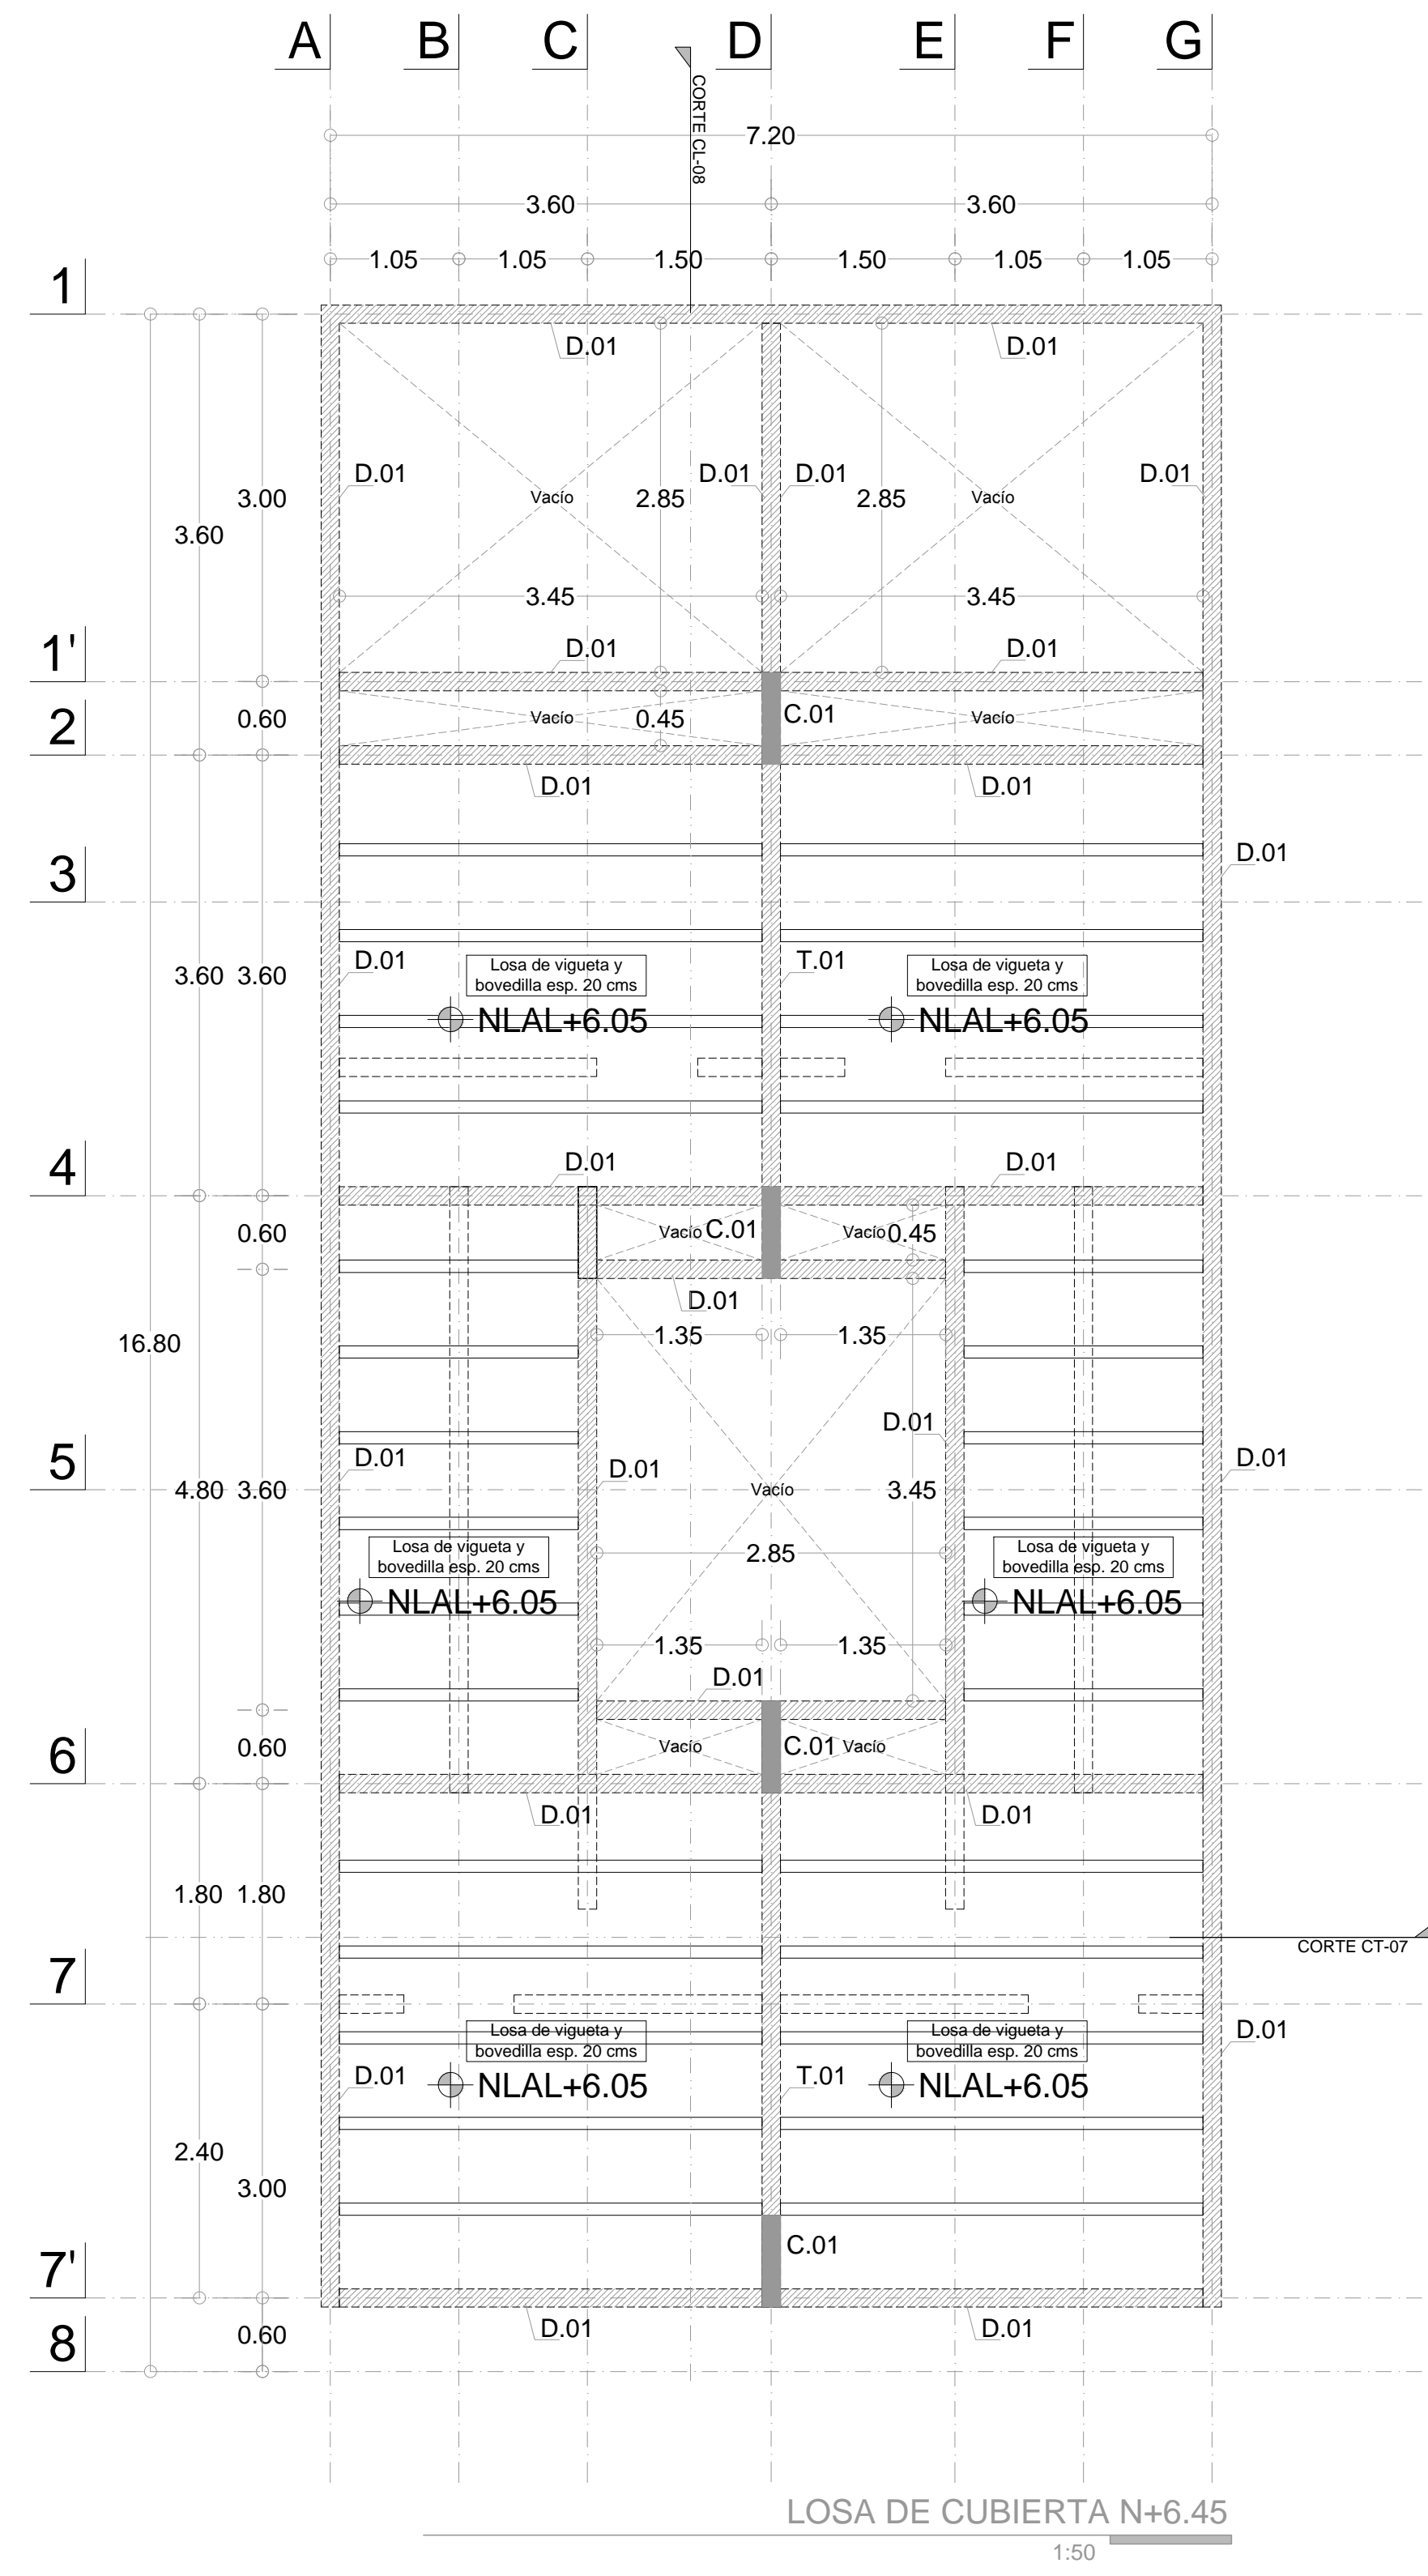 A B C D E F G
CORTE CL-08
7.20
3.60 3.60
1.05 1.05 1.50 1.50 1.05 1.05
1
D.01 D.01
D.01 D.01 D.01 D.01
3.00 Vacío 2.85 2.85 Vacío
3.60
3.45 3.45
1' D.01 D.01
2 0.60 Vacío 0.45 C.01 Vacío
D.01 D.01
3 D.01
D.01 T.01
3.60 3.60
Losa de vigueta y Losa de vigueta y
bovedilla esp. 20 cms bovedilla esp. 20 cms
NLAL+6.05 NLAL+6.05
4 D.01 D.01
0.60 Vacío C.01 Vacío 0.45
D.01
16.80 1.35 1.35
D.01
5 D.01 D.01 D.01
4.80 3.60 Vacío 3.45
Losa de vigueta y Losa de vigueta y
bovedilla esp. 20 cms 2.85 bovedilla esp. 20 cms
NLAL+6.05 NLAL+6.05
1.35 1.35
D.01
6 0.60 Vacío C.01 Vacío
D.01 D.01
1.80 1.80
CORTE CT-07
7
Losa de vigueta y Losa de vigueta y D.01
bovedilla esp. 20 cms bovedilla esp. 20 cms
D.01 T.01
NLAL+6.05 NLAL+6.05
2.40
3.00
C.01
7'
8 0.60 D.01 D.01
LOSA DE CUBIERTA N+6.45
1:50